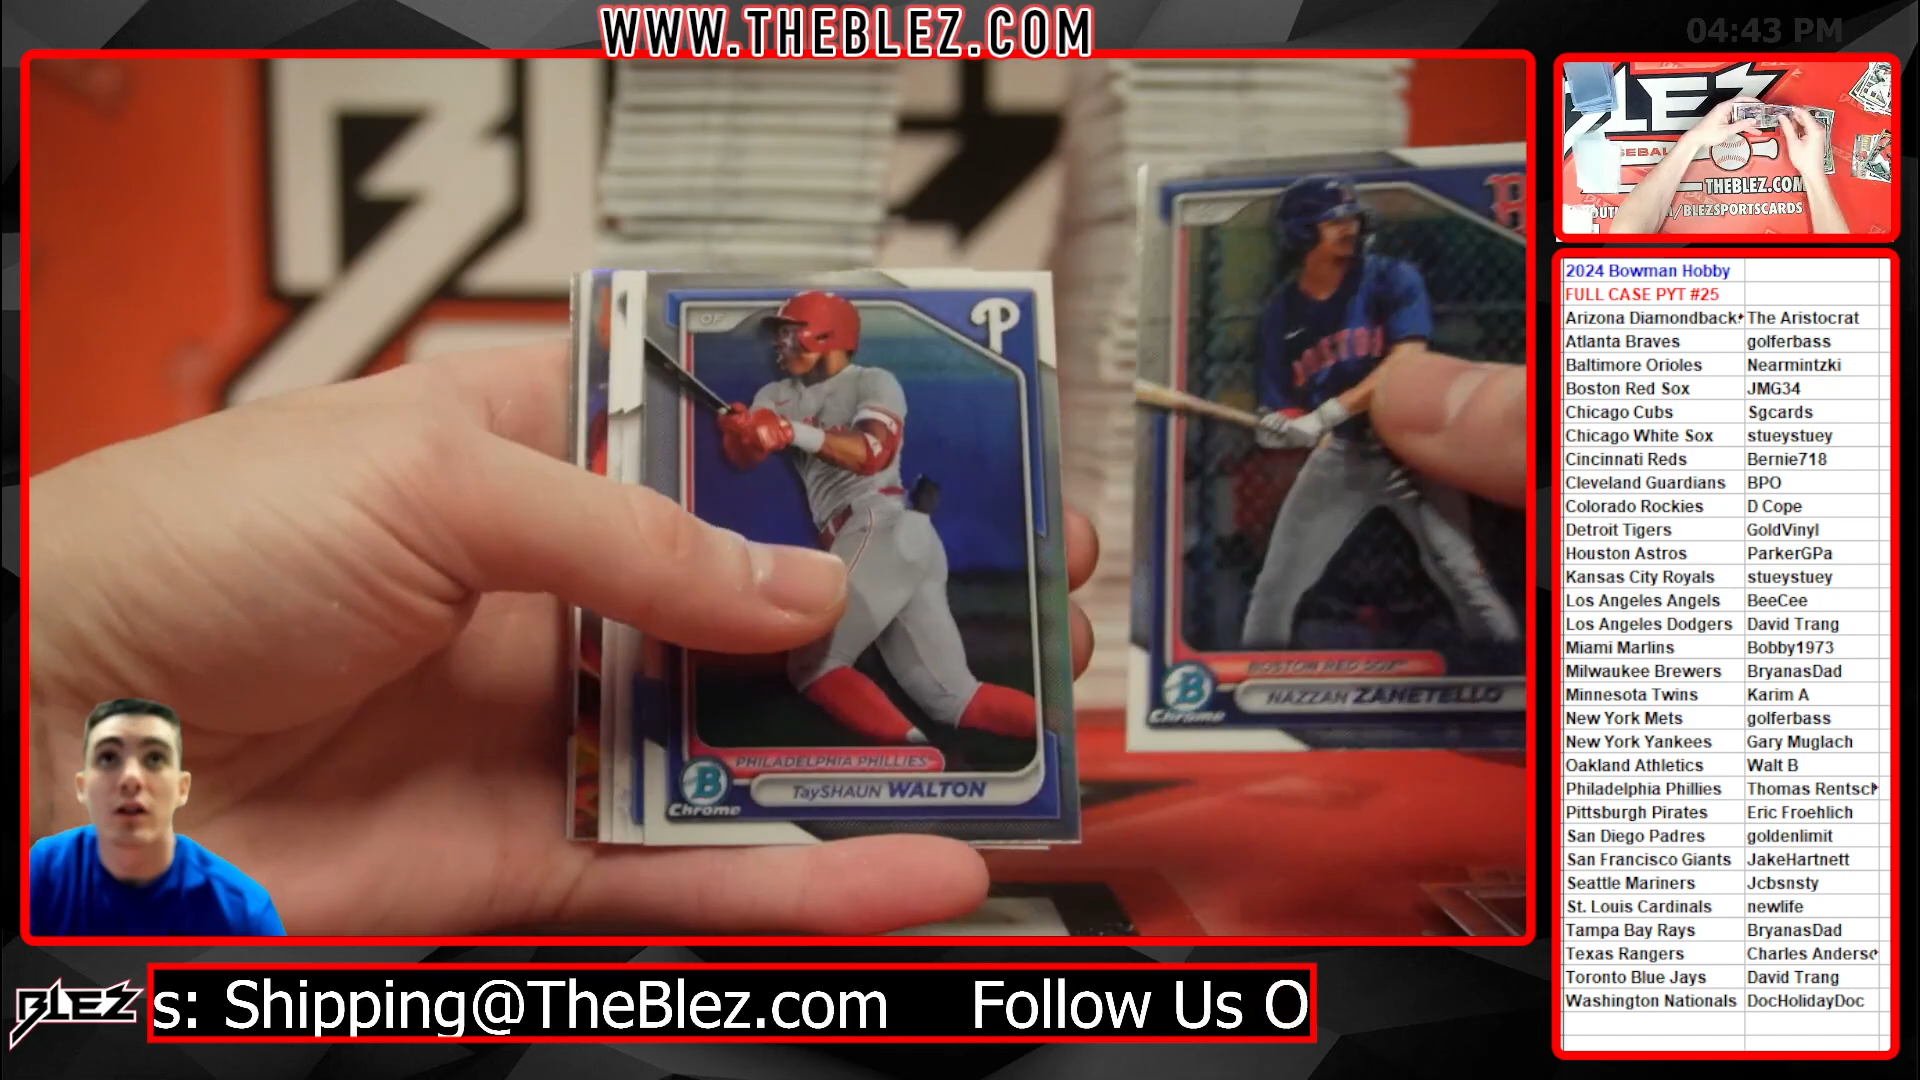 WWW.THEBLEZ.COM
04:43 PM
BLEZ
THEBLEZ.COM
/BLEZSPORTSCARDS
OF
P
PHILADELPHIA PHILLIES
TaySHAUN WALTON
B
Chrome
B
BOSTON
BOSTON RED SOX
NAZZAN ZANETELLO
B
Chrome
2024 Bowman Hobby
FULL CASE PYT #25
Arizona Diamondback The Aristocrat
Atlanta Braves golferbass
Baltimore Orioles Nearmintzki
Boston Red Sox JMG34
Chicago Cubs Sgcards
Chicago White Sox stueystuey
Cincinnati Reds Bernie718
Cleveland Guardians BPO
Colorado Rockies D Cope
Detroit Tigers GoldVinyl
Houston Astros ParkerGPa
Kansas City Royals stueystuey
Los Angeles Angels BeeCee
Los Angeles Dodgers David Trang
Miami Marlins Bobby1973
Milwaukee Brewers BryanasDad
Minnesota Twins Karim A
New York Mets golferbass
New York Yankees Gary Muglach
Oakland Athletics Walt B
Philadelphia Phillies Thomas Rentsc
Pittsburgh Pirates Eric Froehlich
San Diego Padres goldenlimit
San Francisco Giants JakeHartnett
Seattle Mariners Jcbsnsty
St. Louis Cardinals newlife
Tampa Bay Rays BryanasDad
Texas Rangers Charles Anders
Toronto Blue Jays David Trang
Washington Nationals DocHolidayDoc
BLEZ
s: Shipping@TheBlez.com Follow Us O